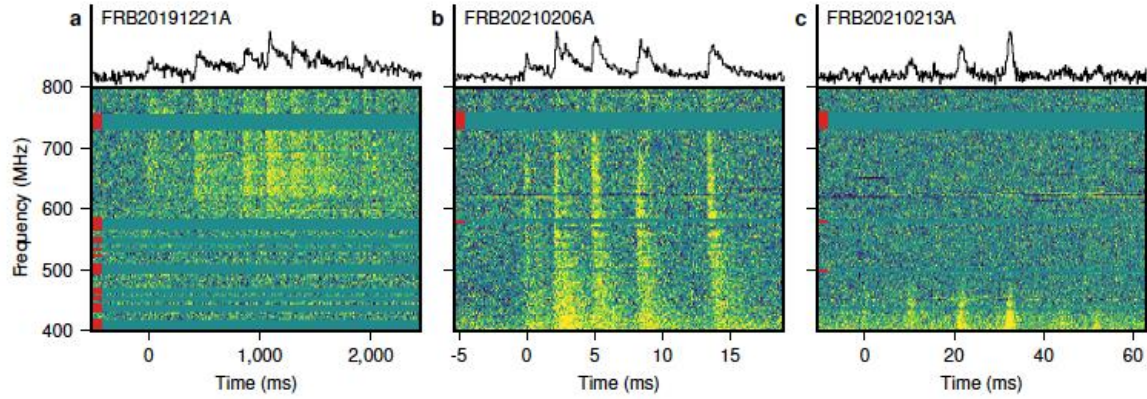 a FRB20191221A
b FRB20210206A
c FRB20210213A
800
700
600
500
400
Frequency (MHz)
0 1,000 2,000
-5 0 5 10 15
0 20 40 60
Time (ms)
Time (ms)
Time (ms)